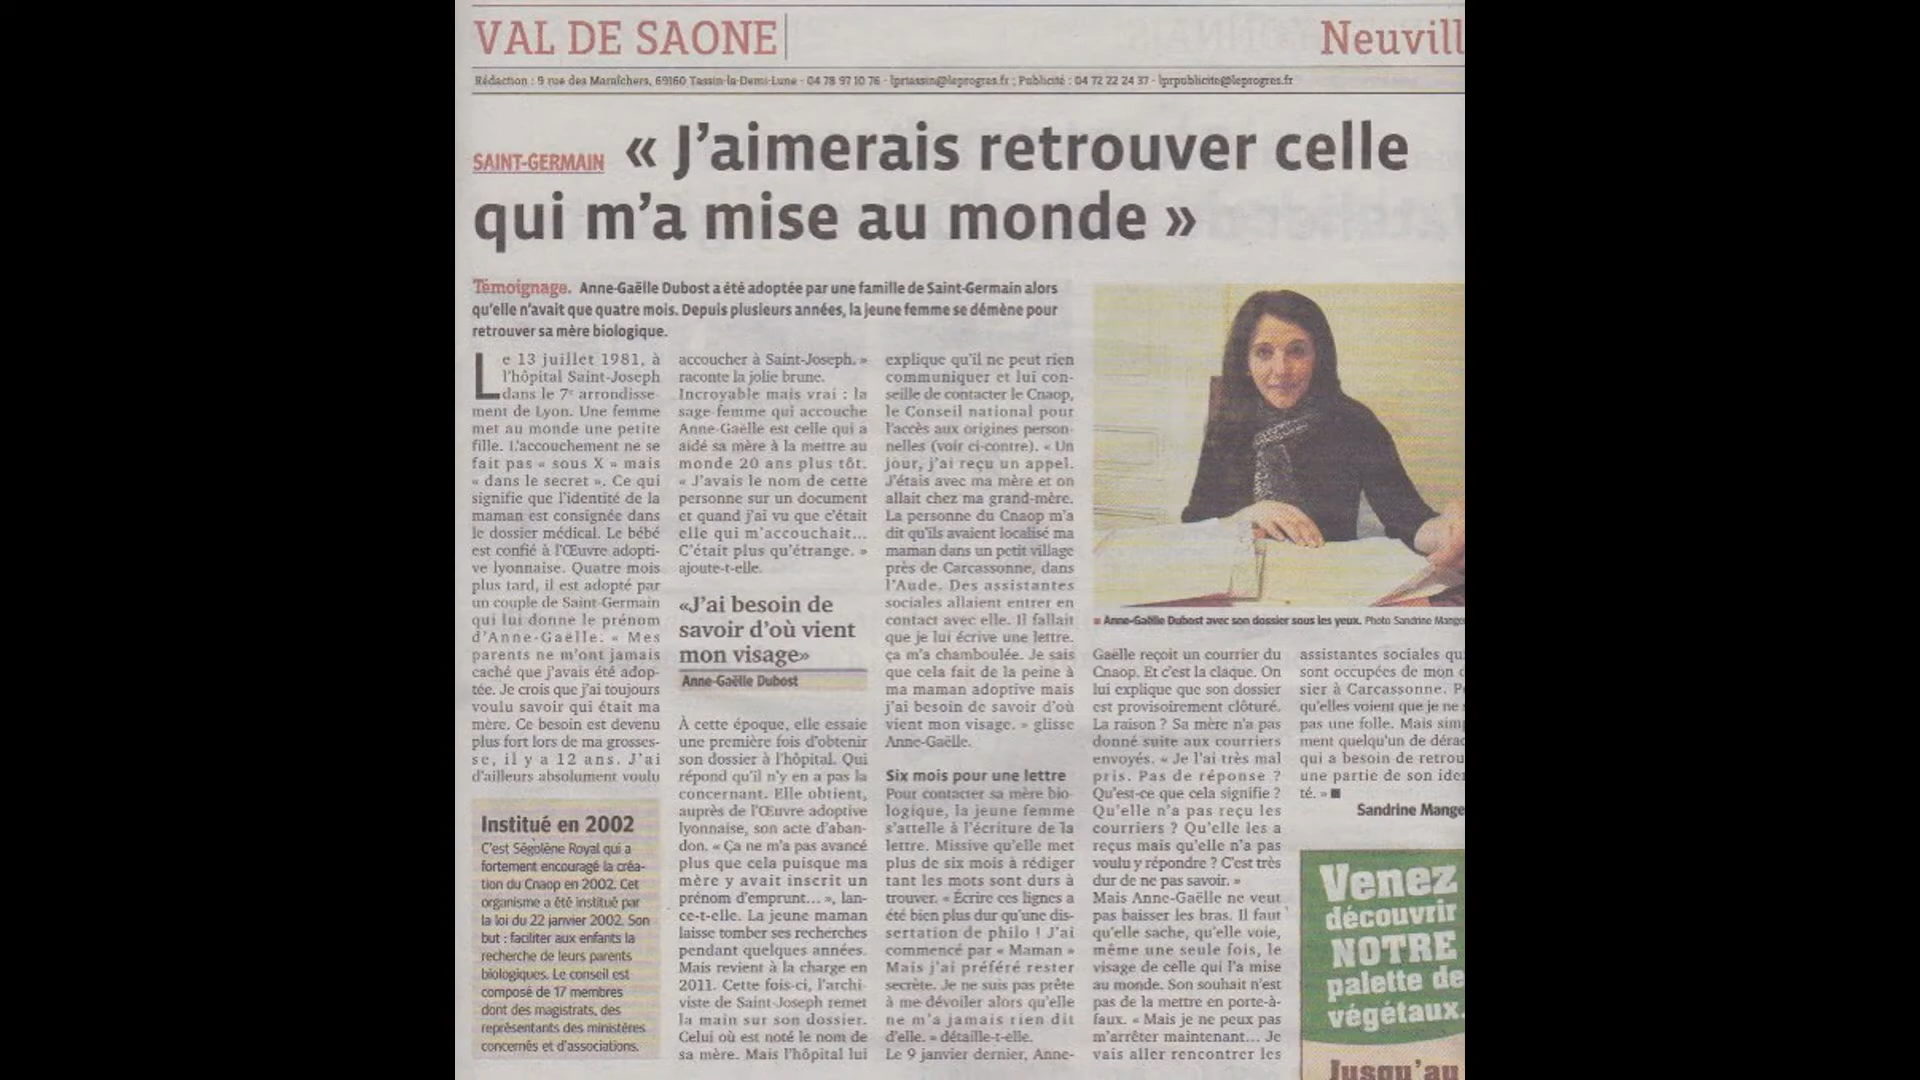 VAL DE SAONE
Neuvill
Rédaction : 9 rue des Maraîchers, 69160 Tassin-la-Demi-Lune - 04 78 97 10 76 - lprtassin@leprogres.fr ; Publicité : 04 72 22 24 37 - lprpublicite@leprogres.fr
SAINT-GERMAIN « J’aimerais retrouver celle
qui m’a mise au monde »
Témoignage. Anne-Gaëlle Dubost a été adoptée par une famille de Saint-Germain alors
qu’elle n’avait que quatre mois. Depuis plusieurs années, la jeune femme se démène pour
retrouver sa mère biologique.
Le 13 juillet 1981, à
l’hôpital Saint-Joseph
dans le 7e arrondisse-
ment de Lyon. Une femme
met au monde une petite
fille. L’accouchement ne se
fait pas « sous X » mais
« dans le secret ». Ce qui
signifie que l’identité de la
maman est consignée dans
le dossier médical. Le bébé
est confié à l’Œuvre adopti-
ve lyonnaise. Quatre mois
plus tard, il est adopté par
un couple de Saint-Germain
qui lui donne le prénom
d’Anne-Gaëlle. « Mes
parents ne m’ont jamais
caché que j’avais été adop-
tée. Je crois que j’ai toujours
voulu savoir qui était ma
mère. Ce besoin est devenu
plus fort lors de ma grosses-
se, il y a 12 ans. J’ai
d’ailleurs absolument voulu
accoucher à Saint-Joseph. »
raconte la jolie brune.
Incroyable mais vrai : la
sage-femme qui accouche
Anne-Gaëlle est celle qui a
aidé sa mère à la mettre au
monde 20 ans plus tôt.
« J’avais le nom de cette
personne sur un document
et quand j’ai vu que c’était
elle qui m’accouchait...
C’était plus qu’étrange. »
ajoute-t-elle.
«J’ai besoin de
savoir d’où vient
mon visage»
Anne-Gaëlle Dubost
À cette époque, elle essaie
une première fois d’obtenir
son dossier à l’hôpital. Qui
répond qu’il n’y en a pas la
concernant. Elle obtient,
auprès de l’Œuvre adoptive
lyonnaise, son acte d’aban-
don. « Ça ne m’a pas avancé
plus que cela puisque ma
mère y avait inscrit un
prénom d’emprunt... », lan-
ce-t-elle. La jeune maman
laisse tomber ses recherches
pendant quelques années.
Mais revient à la charge en
2011. Cette fois-ci, l’archi-
viste de Saint-Joseph remet
la main sur son dossier.
Celui où est noté le nom de
sa mère. Mais l’hôpital lui
explique qu’il ne peut rien
communiquer et lui con-
seille de contacter le Cnaop,
le Conseil national pour
l’accès aux origines person-
nelles (voir ci-contre). « Un
jour, j’ai reçu un appel.
J’étais avec ma mère et on
allait chez ma grand-mère.
La personne du Cnaop m’a
dit qu’ils avaient localisé ma
maman dans un petit village
près de Carcassonne, dans
l’Aude. Des assistantes
sociales allaient entrer en
contact avec elle. Il fallait
que je lui écrive une lettre.
ça m’a chamboulée. Je sais
que cela fait de la peine à
ma maman adoptive mais
j’ai besoin de savoir d’où
vient mon visage. » glisse
Anne-Gaëlle.
Six mois pour une lettre
Pour contacter sa mère bio-
logique, la jeune femme
s’attelle à l’écriture de la
lettre. Missive qu’elle met
plus de six mois à rédiger
tant les mots sont durs à
trouver. « Écrire ces lignes a
été bien plus dur qu’une dis-
sertation de philo ! J’ai
commencé par « Maman »
Mais j’ai préféré rester
secrète. Je ne suis pas prête
à me dévoiler alors qu’elle
ne m’a jamais rien dit
d’elle. » détaille-t-elle.
Le 9 janvier dernier, Anne-
■ Anne-Gaëlle Dubost avec son dossier sous les yeux. Photo Sandrine Mange
Gaëlle reçoit un courrier du
Cnaop. Et c’est la claque. On
lui explique que son dossier
est provisoirement clôturé.
La raison ? Sa mère n’a pas
donné suite aux courriers
envoyés. « Je l’ai très mal
pris. Pas de réponse ?
Qu’est-ce que cela signifie ?
Qu’elle n’a pas reçu les
courriers ? Qu’elle les a
reçus mais qu’elle n’a pas
voulu y répondre ? C’est très
dur de ne pas savoir. »
Mais Anne-Gaëlle ne veut
pas baisser les bras. Il faut
qu’elle sache, qu’elle voie,
même une seule fois, le
visage de celle qui l’a mise
au monde. Son souhait n’est
pas de la mettre en porte-à-
faux. « Mais je ne peux pas
m’arrêter maintenant... Je
vais aller rencontrer les
assistantes sociales qu
sont occupées de mon
sier à Carcassonne. P
qu’elles voient que je ne
pas une folle. Mais sim
ment quelqu’un de dérac
qui a besoin de retrou
une partie de son ide
té. » ■
Sandrine Mange
Institué en 2002
C’est Ségolène Royal qui a
fortement encouragé la créa-
tion du Cnaop en 2002. Cet
organisme a été institué par
la loi du 22 janvier 2002. Son
but : faciliter aux enfants la
recherche de leurs parents
biologiques. Le conseil est
composé de 17 membres
dont des magistrats, des
représentants des ministères
concernés et d’associations.
Venez
découvrir
NOTRE
palette de
végétaux.
Jusqu’au